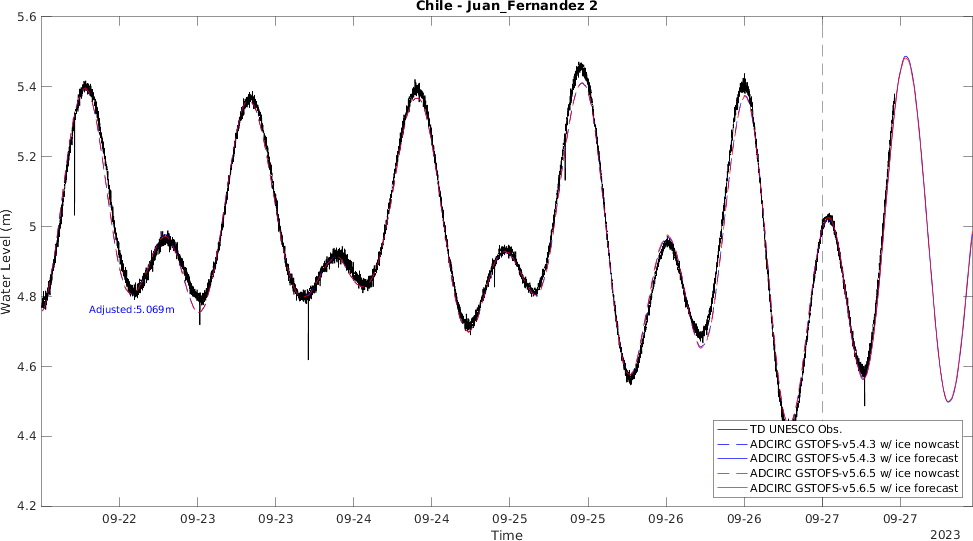 Chile - Juan_Fernandez 2
5.6
5.4
5.2
5
4.8
4.6
4.4
4.2
Water Level (m)
Adjusted:5.069m
TD UNESCO Obs.
ADCIRC GSTOFS-v5.4.3 w/ ice nowcast
ADCIRC GSTOFS-v5.4.3 w/ ice forecast
ADCIRC GSTOFS-v5.6.5 w/ ice nowcast
ADCIRC GSTOFS-v5.6.5 w/ ice forecast
09-22 09-23 09-23 09-24 09-24 09-25 09-25 09-26 09-26 09-27 09-27
Time
2023